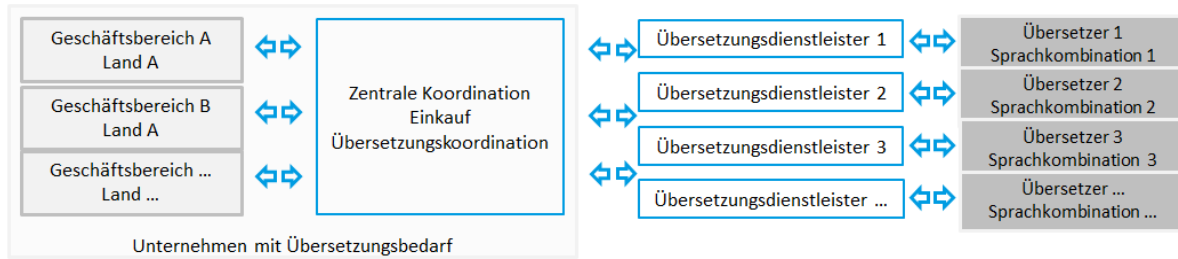 Geschäftsbereich A
Land A
Geschäftsbereich B
Land A
Geschäftsbereich ...
Land ...
Zentrale Koordination
Einkauf
Übersetzungskoordination
Unternehmen mit Übersetzungsbedarf
Übersetzungsdienstleister 1
Übersetzungsdienstleister 2
Übersetzungsdienstleister 3
Übersetzungsdienstleister ...
Übersetzer 1
Sprachkombination 1
Übersetzer 2
Sprachkombination 2
Übersetzer 3
Sprachkombination 3
Übersetzer ...
Sprachkombination ...